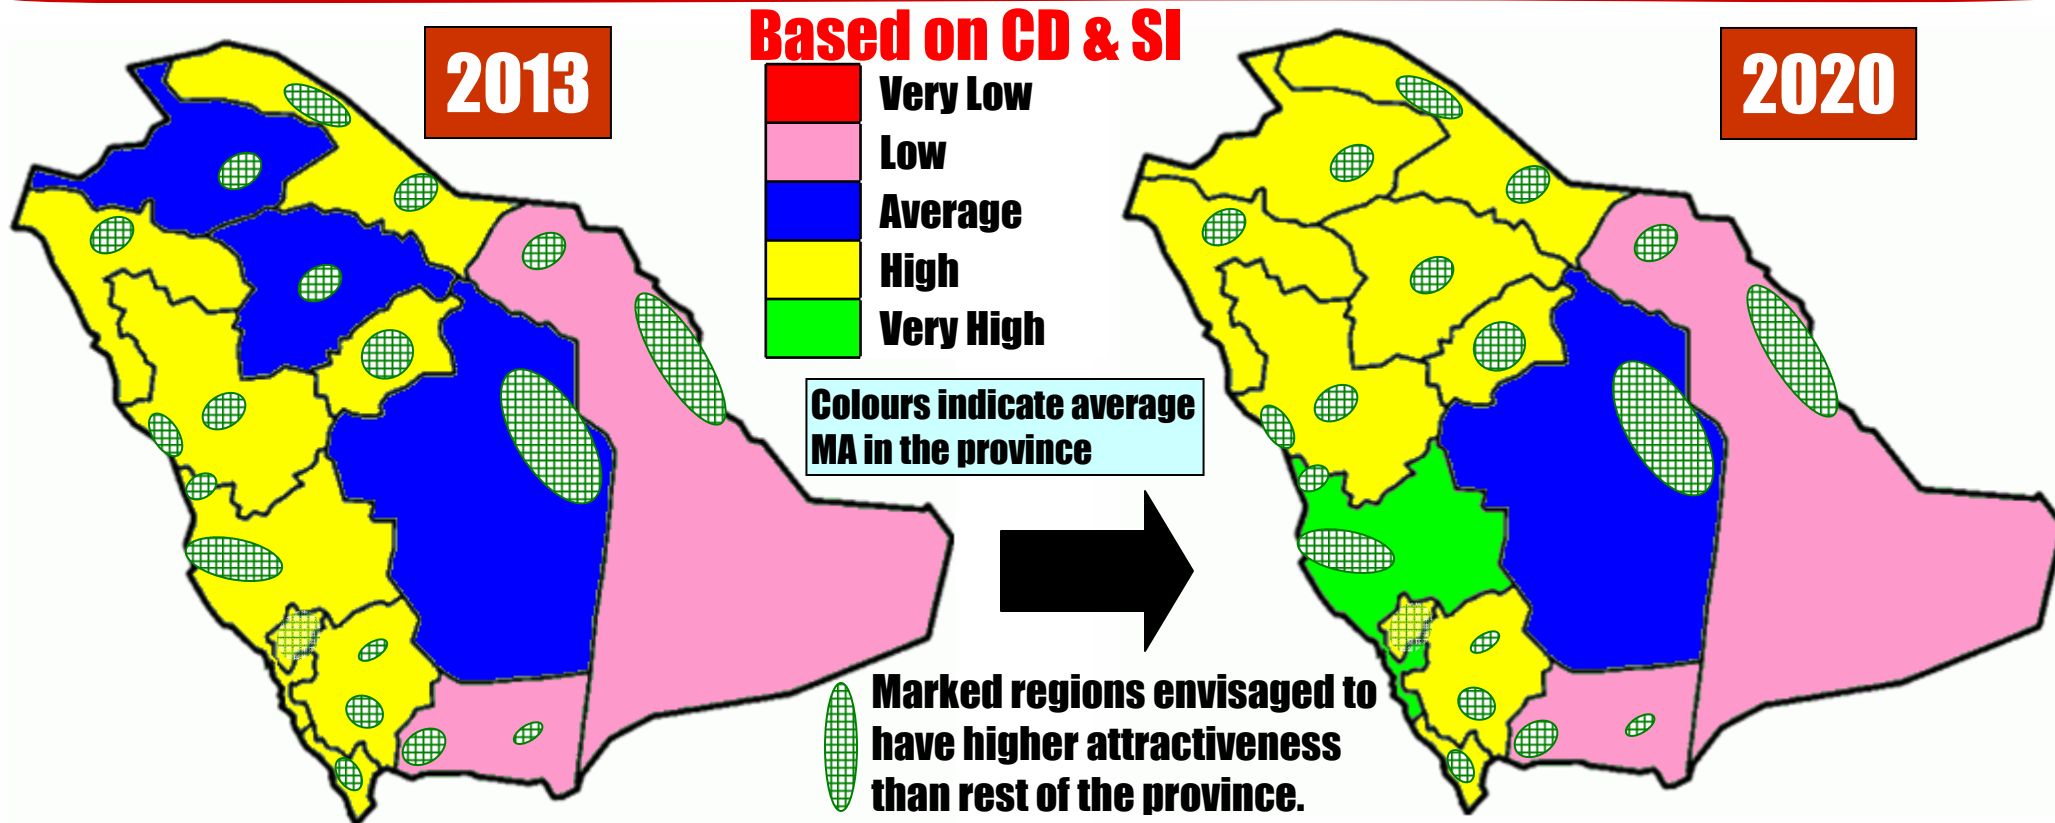 2013
Based on CD & SI
2020
Very Low
Low
Average
High
Very High
Colours indicate average
MA in the province
Marked regions envisaged to
have higher attractiveness
than rest of the province.